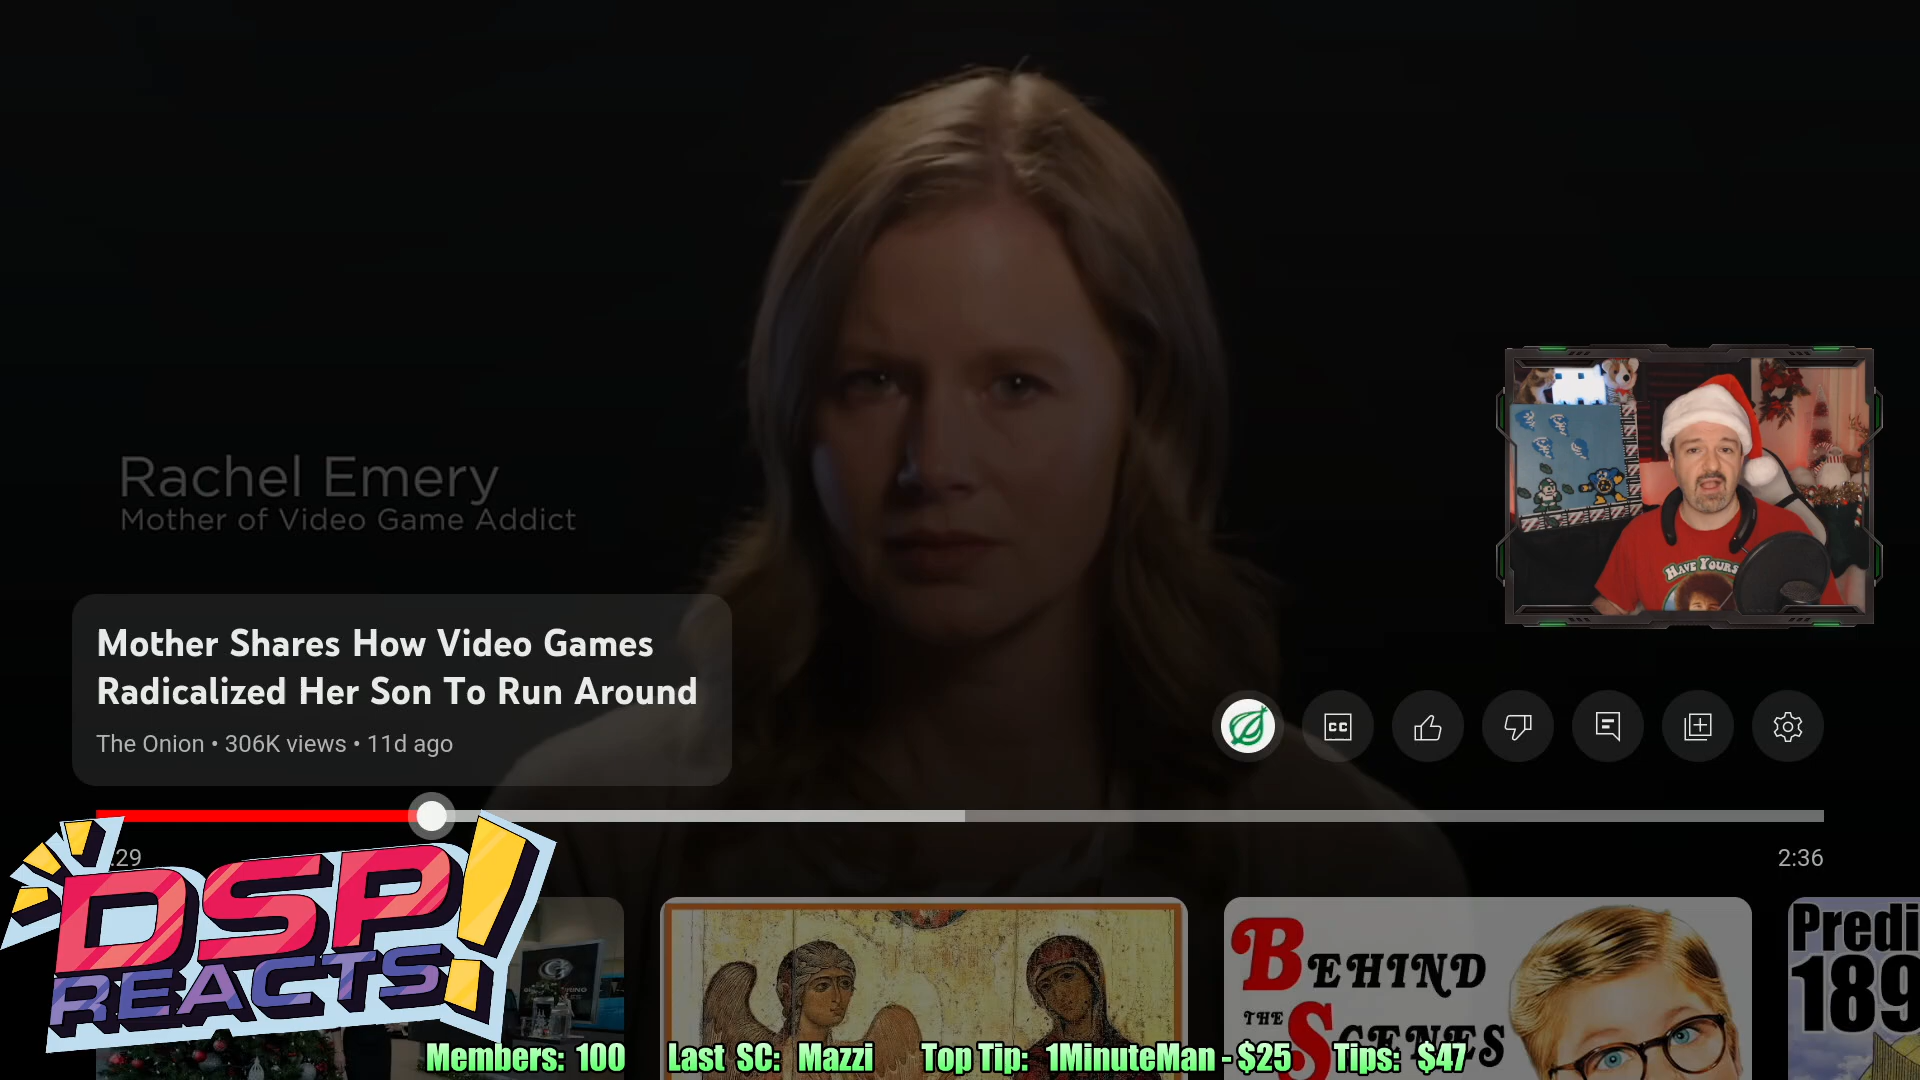 Rachel Emery
Mother of Video Game Addict
HAVE YOURS
Mother Shares How Video Games
Radicalized Her Son To Run Around
The Onion • 306K views • 11d ago
CC
:29
2:36
DSP!
REACTS!
BEHIND
THE SCENES
Predi
189
Members: 100 Last SC: Mazzi Top Tip: 1MinuteMan - $25 Tips: $47